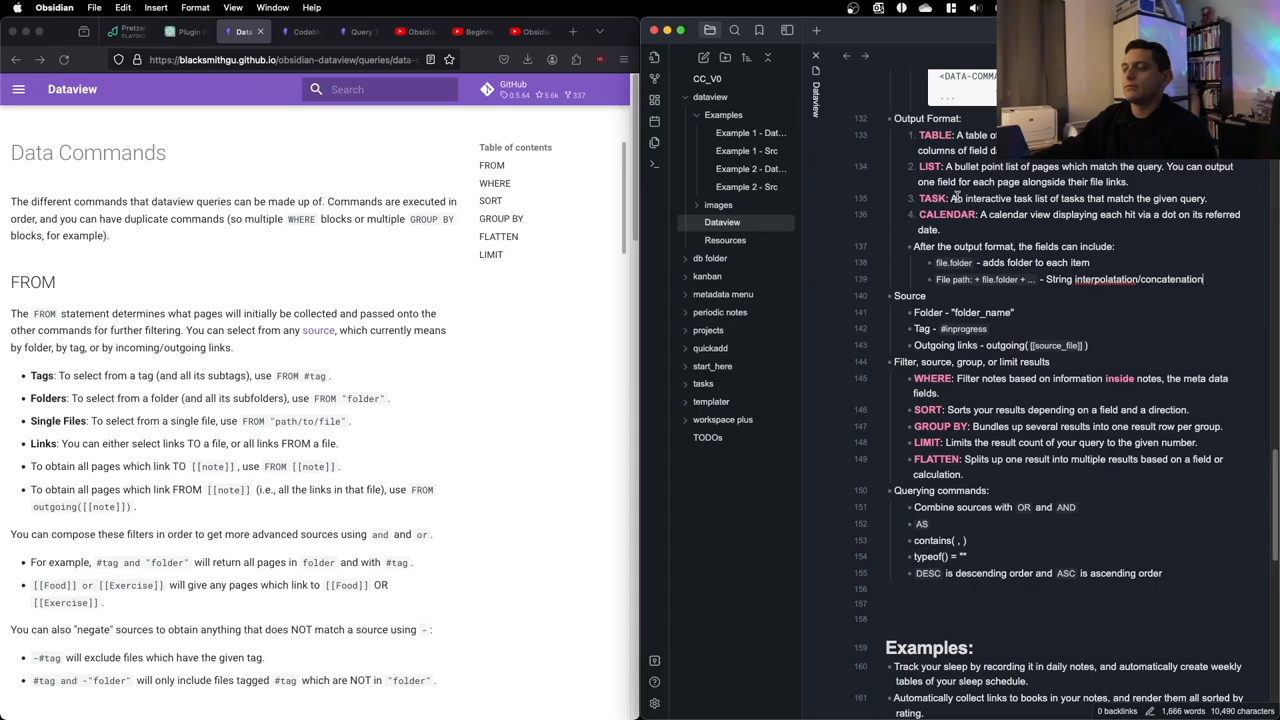 Obsidian File Edit Insert Format View Window Help
Pretzel
PLAYING
Plugin F
Data
Codebl
Query T
Obsidia
Beginne
Obsidia
https://blacksmithgu.github.io/obsidian-dataview/queries/data-
Dataview
Search
GitHub
0.5.64 5.6k 337
Data Commands
The different commands that dataview queries can be made up of. Commands are executed in
order, and you can have duplicate commands (so multiple WHERE blocks or multiple GROUP BY
blocks, for example).
FROM
The FROM statement determines what pages will initially be collected and passed onto the
other commands for further filtering. You can select from any source, which currently means
by folder, by tag, or by incoming/outgoing links.
• Tags: To select from a tag (and all its subtags), use FROM #tag.
• Folders: To select from a folder (and all its subfolders), use FROM "folder".
• Single Files: To select from a single file, use FROM "path/to/file".
• Links: You can either select links TO a file, or all links FROM a file.
• To obtain all pages which link TO [[note]], use FROM [[note]].
• To obtain all pages which link FROM [[note]] (i.e., all the links in that file), use FROM
outgoing([[note]]).
You can compose these filters in order to get more advanced sources using and and or.
• For example, #tag and "folder" will return all pages in folder and with #tag.
• [[Food]] or [[Exercise]] will give any pages which link to [[Food]] OR
[[Exercise]].
You can also "negate" sources to obtain anything that does NOT match a source using -:
• -#tag will exclude files which have the given tag.
• #tag and -"folder" will only include files tagged #tag which are NOT in "folder".
Table of contents
FROM
WHERE
SORT
GROUP BY
FLATTEN
LIMIT
CC_V0
dataview
Examples
Example 1 - Dat...
Example 1 - Src
Example 2 - Dat...
Example 2 - Src
images
Dataview
Resources
db folder
kanban
metadata menu
periodic notes
projects
quickadd
start_here
tasks
templater
workspace plus
TODOs
Dataview
<DATA-COMMA
...
132 • Output Format:
133 1. TABLE: A table of
columns of field da
134 2. LIST: A bullet point list of pages which match the query. You can output
one field for each page alongside their file links.
135 3. TASK: An interactive task list of tasks that match the given query.
136 4. CALENDAR: A calendar view displaying each hit via a dot on its referred
date.
137 • After the output format, the fields can include:
138 • file.folder - adds folder to each item
139 • File path: + file.folder + ... - String interpolatation/concatenation
140 • Source
141 • Folder - "folder_name"
142 • Tag - #inprogress
143 • Outgoing links - outgoing([[source_file]])
144 • Filter, source, group, or limit results
145 • WHERE: Filter notes based on information inside notes, the meta data
fields.
146 • SORT: Sorts your results depending on a field and a direction.
147 • GROUP BY: Bundles up several results into one result row per group.
148 • LIMIT: Limits the result count of your query to the given number.
149 • FLATTEN: Splits up one result into multiple results based on a field or
calculation.
150 • Querying commands:
151 • Combine sources with OR and AND
152 • AS
153 • contains( , )
154 • typeof() = ""
155 • DESC is descending order and ASC is ascending order
156
157
158
159 Examples:
160 • Track your sleep by recording it in daily notes, and automatically create weekly
tables of your sleep schedule.
161 • Automatically collect links to books in your notes, and render them all sorted by
rating.
0 backlinks 1,666 words 10,490 characters